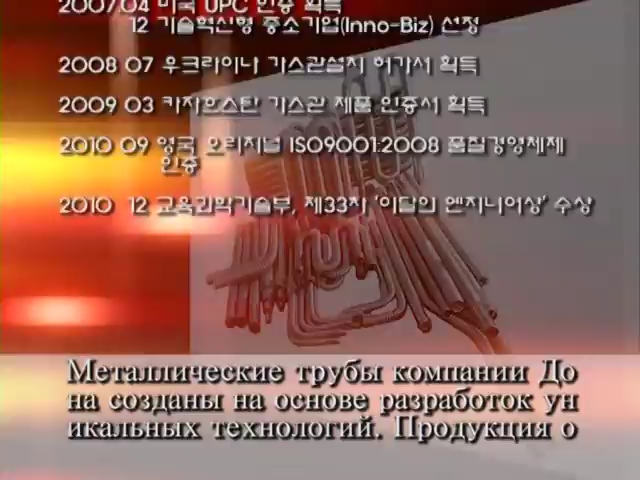 2007.04 미국 UPC 인증 획득
12 기술혁신형 중소기업(Inno-Biz) 선정
2008 07 우크라이나 가스관설치 허가서 획득
2009 03 카자흐스탄 가스관 제품 인증서 획득
2010 09 영국 오리지널 ISO9001:2008 품질경영체제
인증
2010 12 교육과학기술부, 제33차 '이달의 엔지니어상' 수상
Металлические трубы компании До
на созданы на основе разработок ун
икальных технологий. Продукция о